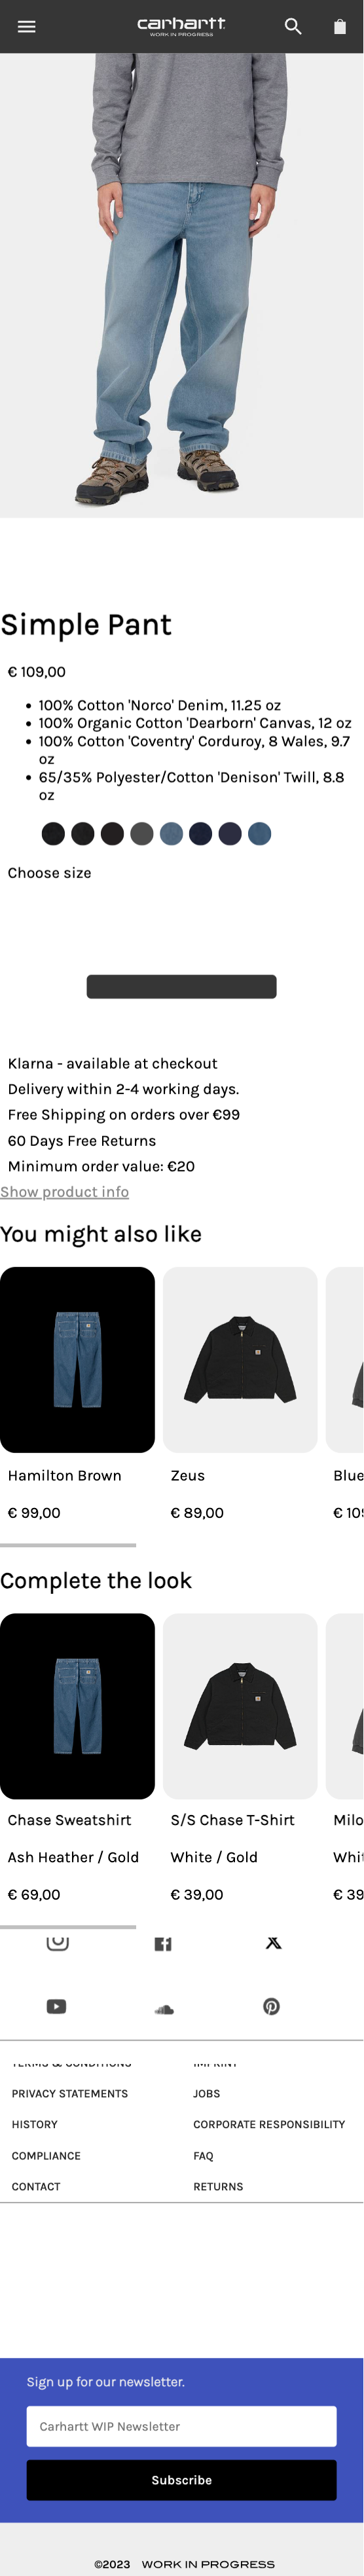 carhartt
WORK IN PROGRESS
Simple Pant
€ 109,00
100% Cotton 'Norco' Denim, 11.25 oz
100% Organic Cotton 'Dearborn' Canvas, 12 oz
100% Cotton 'Coventry' Corduroy, 8 Wales, 9.7
oz
65/35% Polyester/Cotton 'Denison' Twill, 8.8
oz
Choose size
Klarna - available at checkout
Delivery within 2-4 working days.
Free Shipping on orders over €99
60 Days Free Returns
Minimum order value: €20
Show product info
You might also like
Hamilton Brown Zeus Blue
€ 99,00 € 89,00 € 10
Complete the look
Chase Sweatshirt S/S Chase T-Shirt Milo
Ash Heather / Gold White / Gold Whi
€ 69,00 € 39,00 € 39
TERMS & CONDITIONS IMPRINT
PRIVACY STATEMENTS JOBS
HISTORY CORPORATE RESPONSIBILITY
COMPLIANCE FAQ
CONTACT RETURNS
Sign up for our newsletter.
Carhartt WIP Newsletter
Subscribe
©2023 WORK IN PROGRESS